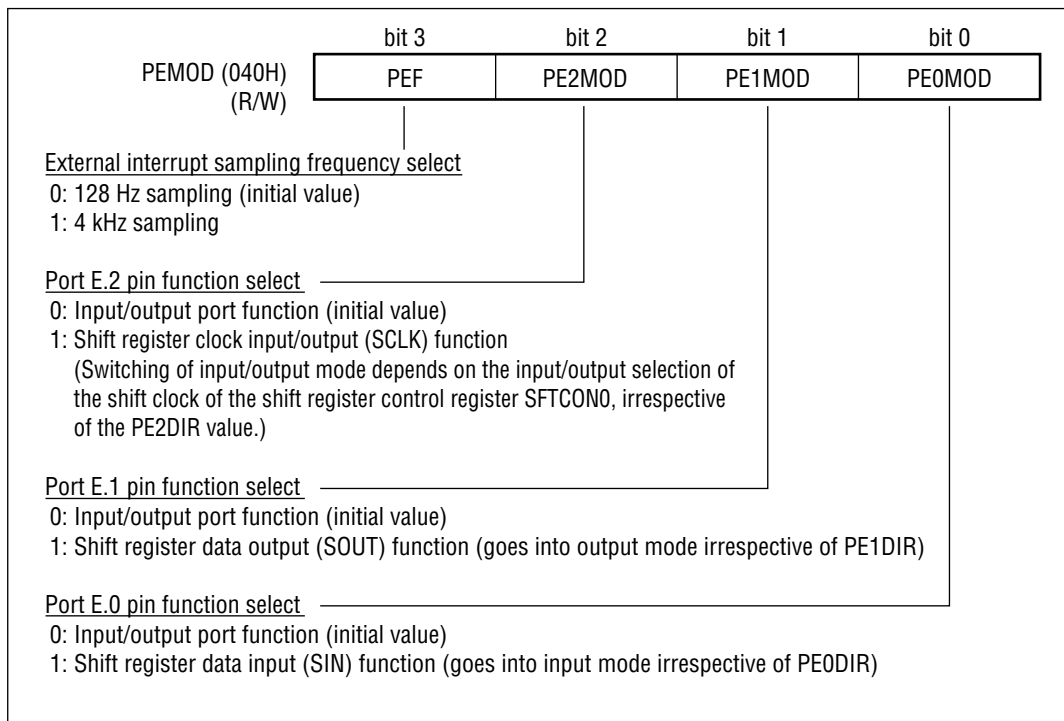 bit 3 bit 2 bit 1 bit 0
PEMOD (040H) PEF PE2MOD PE1MOD PE0MOD
(R/W)
External interrupt sampling frequency select
0: 128 Hz sampling (initial value)
1: 4 kHz sampling
Port E.2 pin function select
0: Input/output port function (initial value)
1: Shift register clock input/output (SCLK) function
(Switching of input/output mode depends on the input/output selection of
the shift clock of the shift register control register SFTCON0, irrespective
of the PE2DIR value.)
Port E.1 pin function select
0: Input/output port function (initial value)
1: Shift register data output (SOUT) function (goes into output mode irrespective of PE1DIR)
Port E.0 pin function select
0: Input/output port function (initial value)
1: Shift register data input (SIN) function (goes into input mode irrespective of PE0DIR)